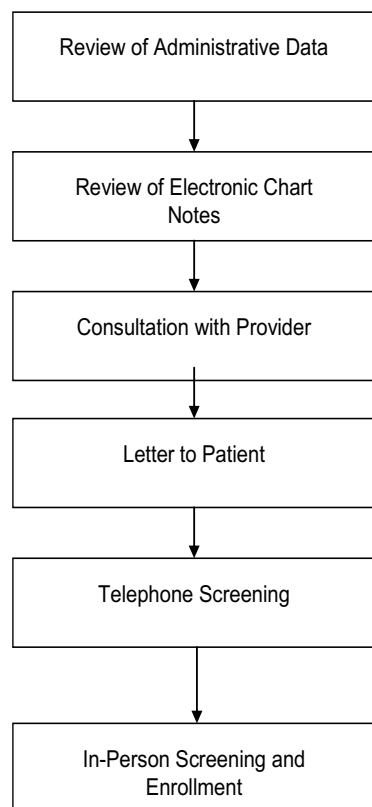 Review of Administrative Data
Review of Electronic Chart
Notes
Consultation with Provider
Letter to Patient
Telephone Screening
In-Person Screening and
Enrollment